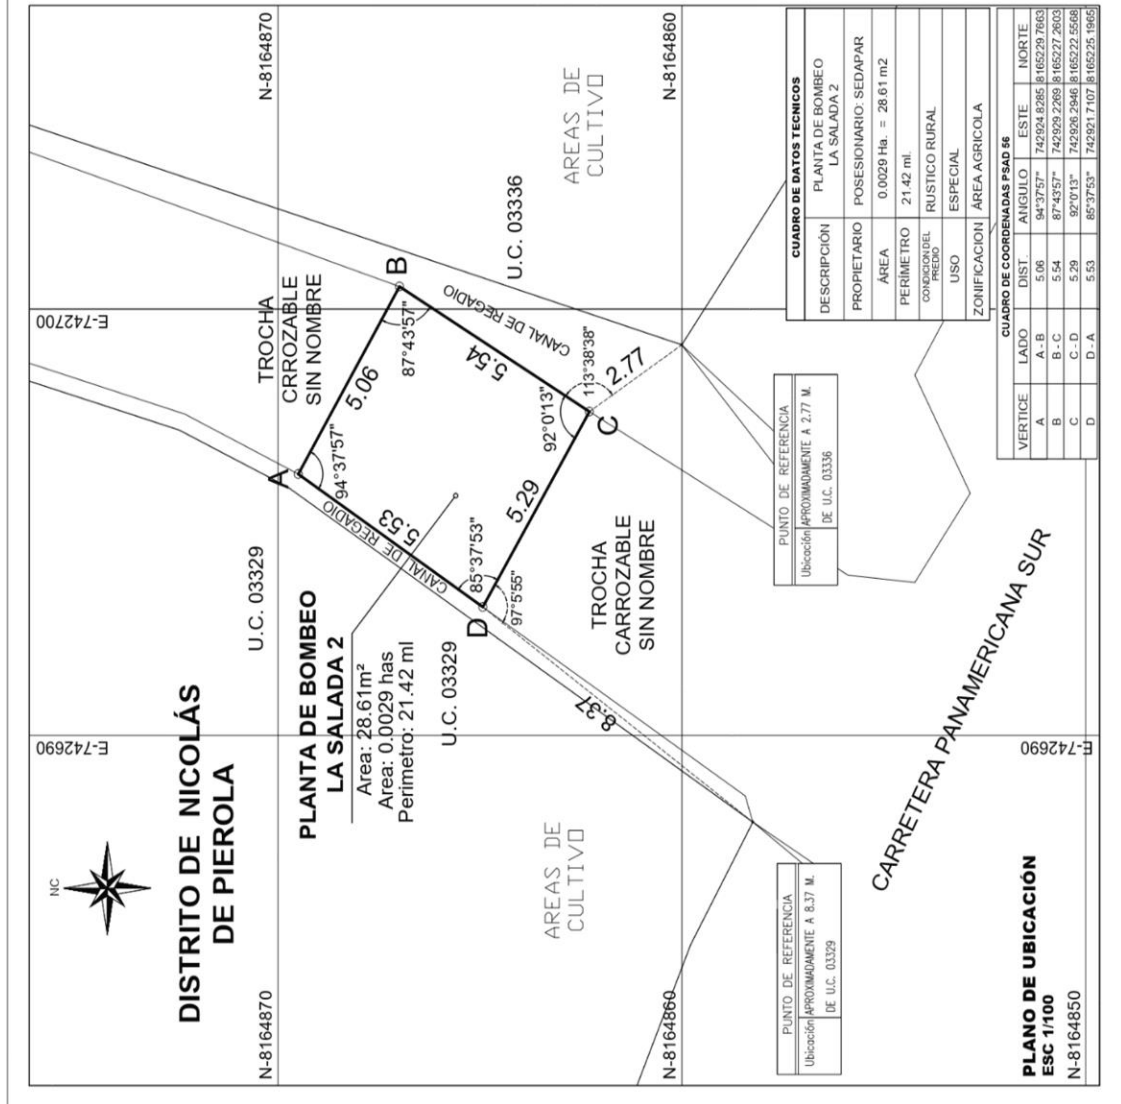 NC
DISTRITO DE NICOLÁS
DE PIEROLA
E-742690
E-742700
N-8164870
N-8164870
U.C. 03329
TROCHA
CRROZABLE
SIN NOMBRE
PLANTA DE BOMBEO
LA SALADA 2
Area: 28.61m²
Area: 0.0029 has
Perimetro: 21.42 ml
U.C. 03329
A
B
C
D
94°37'57"
87°43'57"
92°0'13"
85°37'53"
97°5'55"
113°38'38"
5.06
5.54
5.29
5.53
2.77
8.37
CANAL DE REGADIO
CANAL DE REGADIO
U.C. 03336
AREAS DE
CULTIVO
AREAS DE
CULTIVO
TROCHA
CARROZABLE
SIN NOMBRE
N-8164860
N-8164860
PUNTO DE REFERENCIA
Ubicación APROXIMADAMENTE A 8.37 M.
DE U.C. 03329
PUNTO DE REFERENCIA
Ubicación APROXIMADAMENTE A 2.77 M.
DE U.C. 03336
CARRETERA PANAMERICANA SUR
E-742690
CUADRO DE DATOS TECNICOS
DESCRIPCIÓN PLANTA DE BOMBEO
LA SALADA 2
PROPIETARIO POSESIONARIO: SEDAPAR
ÁREA 0.0029 Ha. = 28.61 m2
PERÍMETRO 21.42 ml.
CONDICION DEL
PREDIO RUSTICO RURAL
USO ESPECIAL
ZONIFICACION ÁREA AGRICOLA
CUADRO DE COORDENADAS PSAD 56
VERTICE LADO DIST. ANGULO ESTE NORTE
A A - B 5.06 94°37'57" 742924.8285 8165229.7663
B B - C 5.54 87°43'57" 742929.2269 8165227.2603
C C - D 5.29 92°0'13" 742926.2946 8165222.5568
D D - A 5.53 85°37'53" 742921.7107 8165225.1965
PLANO DE UBICACIÓN
ESC 1/100
N-8164850